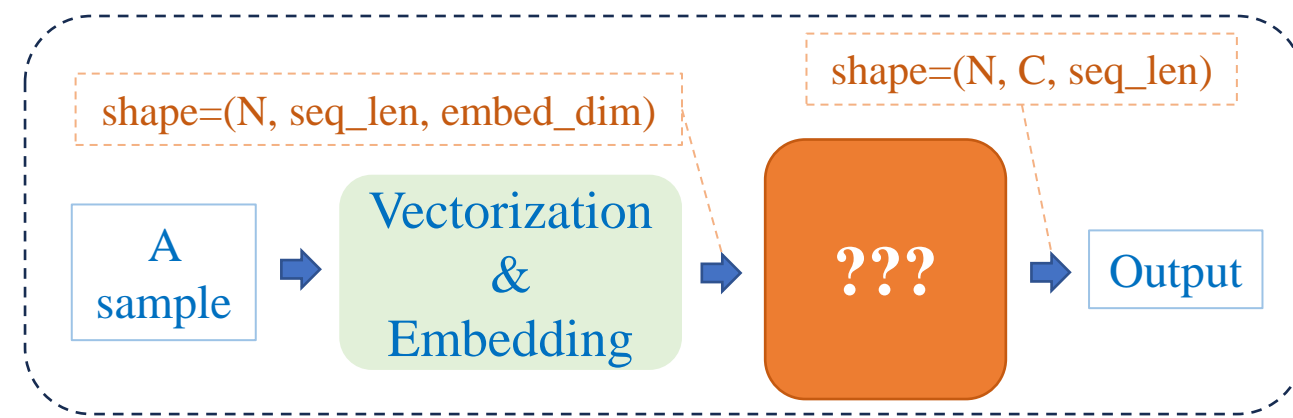 shape=(N, seq_len, embed_dim)
shape=(N, C, seq_len)
A
sample
Vectorization
&
Embedding
???
Output